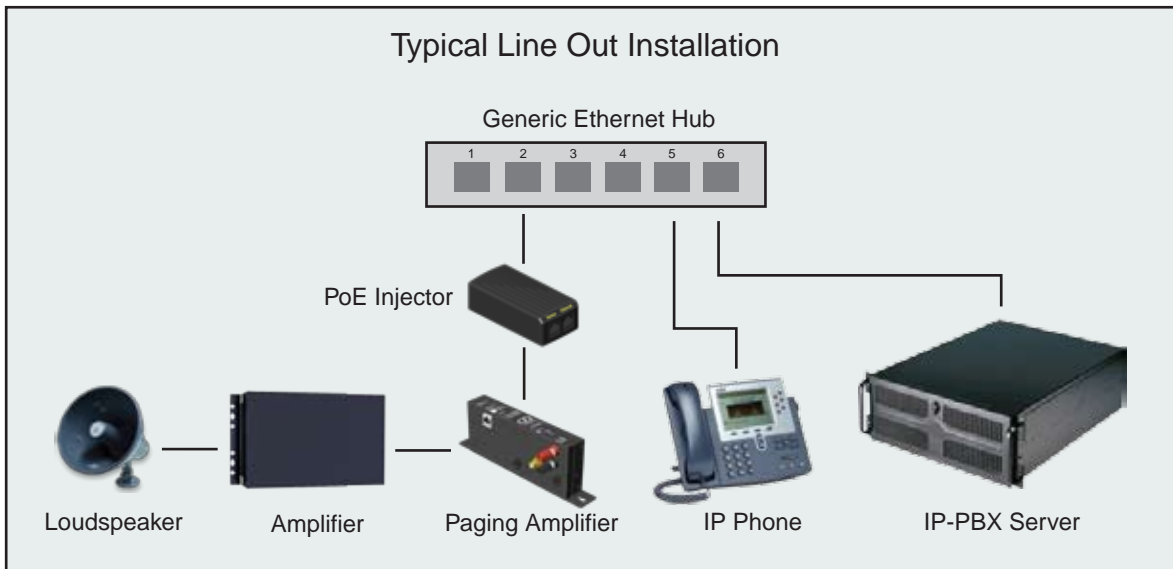 Typical Line Out Installation
Generic Ethernet Hub
1 2 3 4 5 6
PoE Injector
Loudspeaker
Amplifier
Paging Amplifier
IP Phone
IP-PBX Server